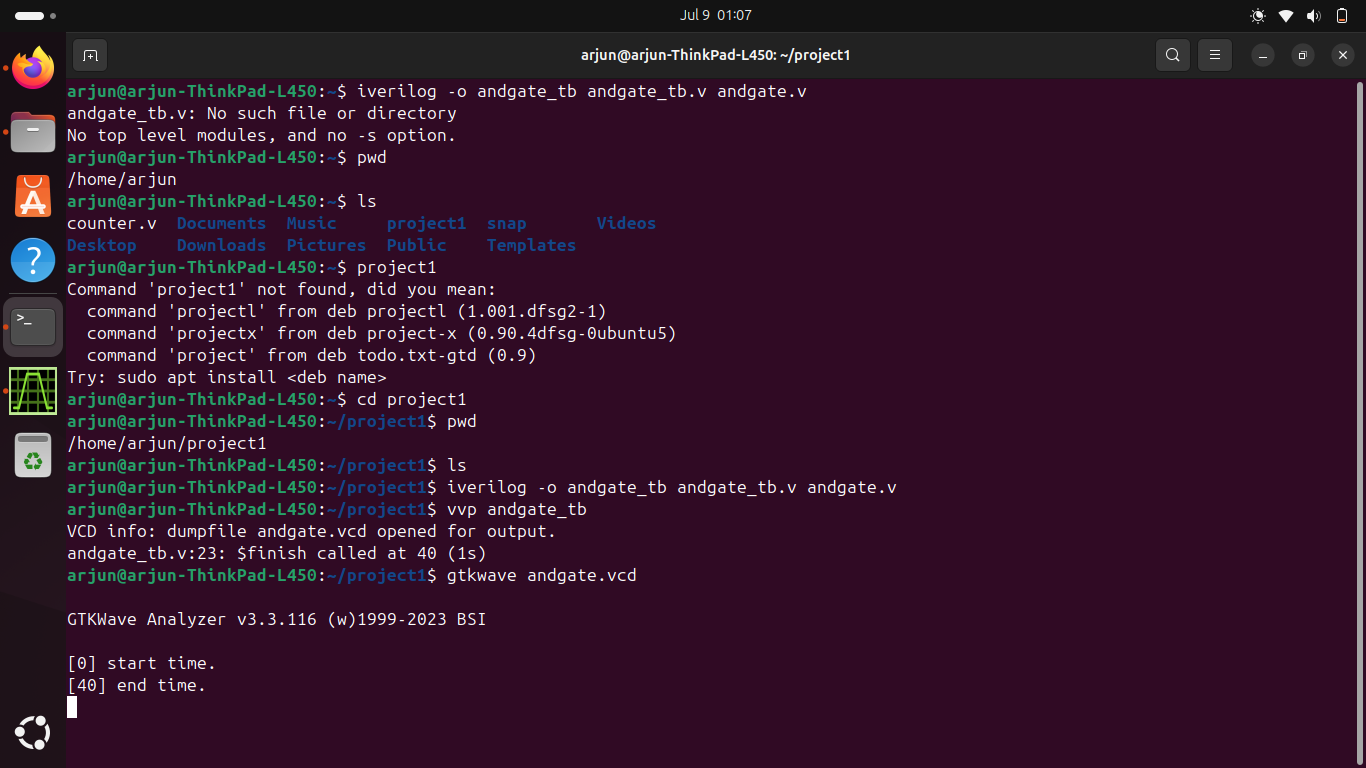 Jul 9 01:07
arjun@arjun-ThinkPad-L450: ~/project1
arjun@arjun-ThinkPad-L450:~$ iverilog -o andgate_tb andgate_tb.v andgate.v
andgate_tb.v: No such file or directory
No top level modules, and no -s option.
arjun@arjun-ThinkPad-L450:~$ pwd
/home/arjun
arjun@arjun-ThinkPad-L450:~$ ls
counter.v  Documents  Music     project1  snap       Videos
Desktop    Downloads  Pictures  Public    Templates
arjun@arjun-ThinkPad-L450:~$ project1
Command 'project1' not found, did you mean:
  command 'projectl' from deb projectl (1.001.dfsg2-1)
  command 'projectx' from deb project-x (0.90.4dfsg-0ubuntu5)
  command 'project' from deb todo.txt-gtd (0.9)
Try: sudo apt install <deb name>
arjun@arjun-ThinkPad-L450:~$ cd project1
arjun@arjun-ThinkPad-L450:~/project1$ pwd
/home/arjun/project1
arjun@arjun-ThinkPad-L450:~/project1$ ls
arjun@arjun-ThinkPad-L450:~/project1$ iverilog -o andgate_tb andgate_tb.v andgate.v
arjun@arjun-ThinkPad-L450:~/project1$ vvp andgate_tb
VCD info: dumpfile andgate.vcd opened for output.
andgate_tb.v:23: $finish called at 40 (1s)
arjun@arjun-ThinkPad-L450:~/project1$ gtkwave andgate.vcd
GTKWave Analyzer v3.3.116 (w)1999-2023 BSI
[0] start time.
[40] end time.